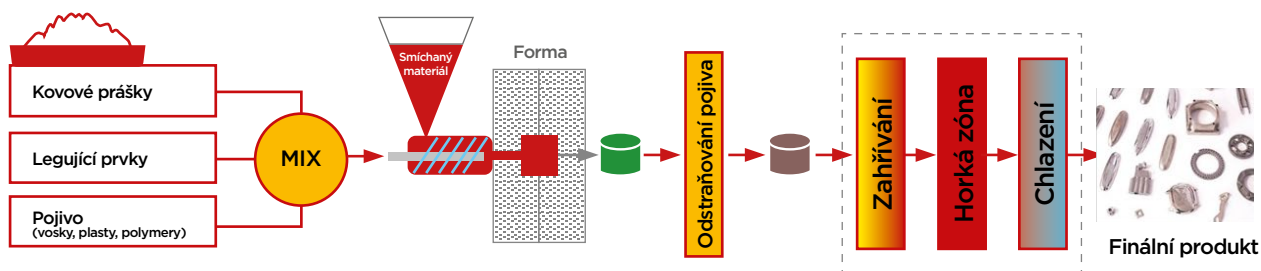 Kovové prášky
Legující prvky
Pojivo
(vosky, plasty, polymery)
MIX
Smíchaný
materiál
Forma
Odstraňování pojiva
Zahřívání
Horká zóna
Chlazení
Finální produkt